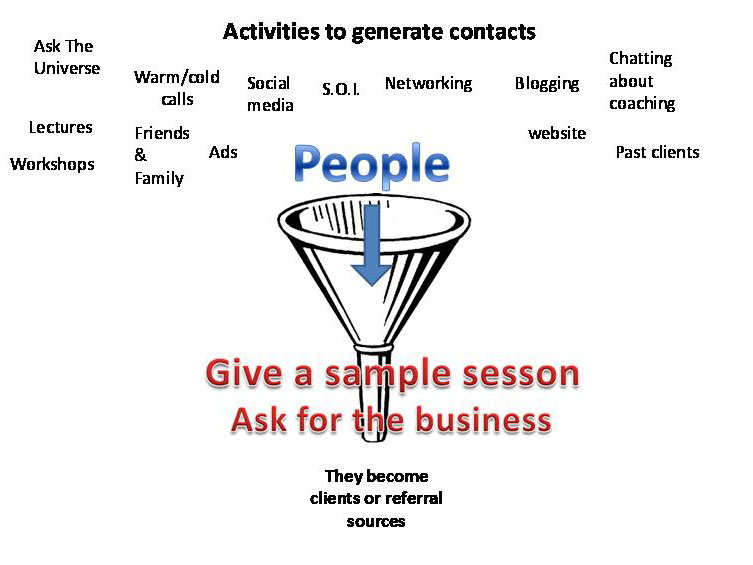 Activities to generate contacts
Ask The
Universe
Warm/cold
calls
Social
media
S.O.I.
Networking
Blogging
Chatting
about
coaching
Lectures
Workshops
Friends
&
Family
Ads
website
Past clients
People
Give a sample sesson
Ask for the business
They become
clients or referral
sources